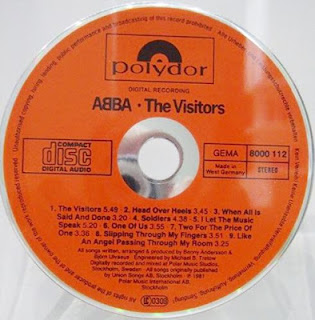 polydor
DIGITAL RECORDING
ABBA · The Visitors
COMPACT
disc
DIGITAL AUDIO
GEMA 8000 112
Made in
West Germany
STEREO
1. The Visitors 5.48 · 2. Head Over Heels 3.45 · 3. When All Is
Said And Done 3.20 · 4. Soldiers 4.38 · 5. I Let The Music
Speak 5.20 · 6. One Of Us 3.55 · 7. Two For The Price Of
One 3.36 · 8. Slipping Through My Fingers 3.51 · 9. Like
An Angel Passing Through My Room 3.25
All songs written, arranged & produced by Benny Andersson &
Björn Ulvaeus. Engineered by Michael B. Tretow
Digitally recorded and mixed at Polar Music Studios,
Stockholm, Sweden · All songs originally published
by Union Songs AB, Stockholm · ℗ 1981
Polar Music International AB,
Stockholm